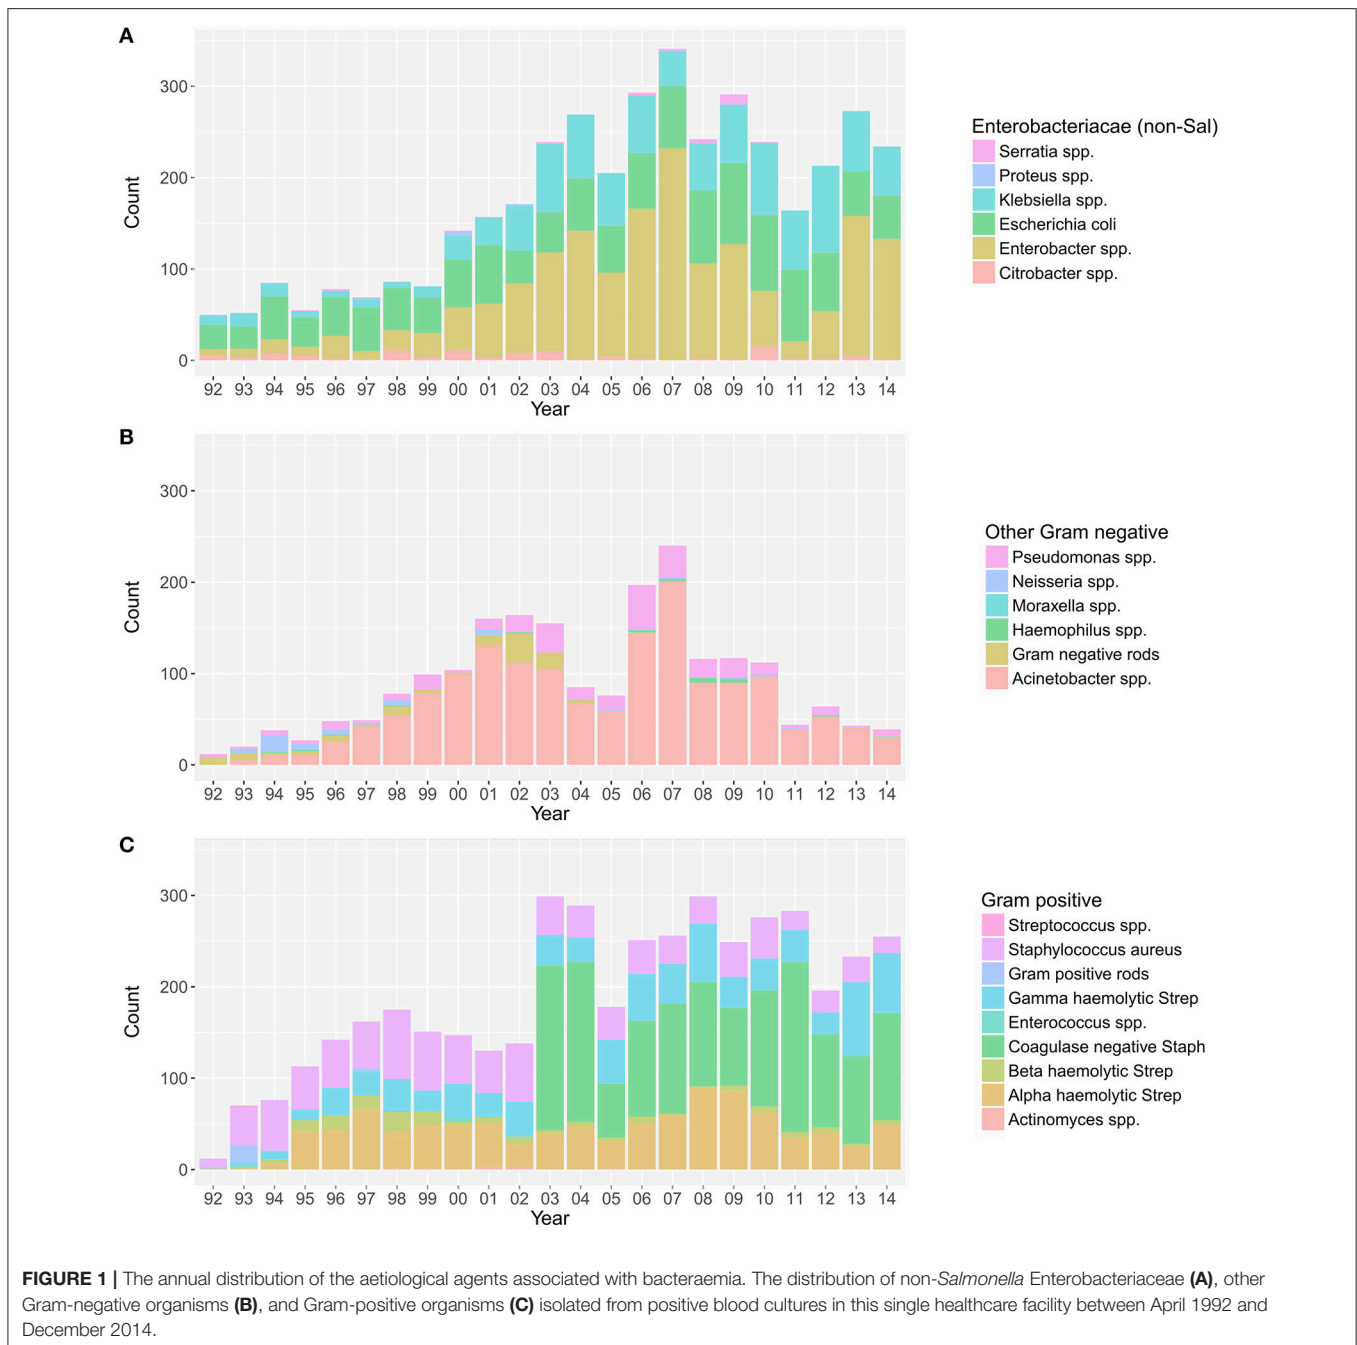 A
300
200
100
0
Count
92 93 94 95 96 97 98 99 00 01 02 03 04 05 06 07 08 09 10 11 12 13 14
Year
Enterobacteriacae (non-Sal)
Serratia spp.
Proteus spp.
Klebsiella spp.
Escherichia coli
Enterobacter spp.
Citrobacter spp.
B
300
200
100
0
Count
92 93 94 95 96 97 98 99 00 01 02 03 04 05 06 07 08 09 10 11 12 13 14
Year
Other Gram negative
Pseudomonas spp.
Neisseria spp.
Moraxella spp.
Haemophilus spp.
Gram negative rods
Acinetobacter spp.
C
300
200
100
0
Count
92 93 94 95 96 97 98 99 00 01 02 03 04 05 06 07 08 09 10 11 12 13 14
Year
Gram positive
Streptococcus spp.
Staphylococcus aureus
Gram positive rods
Gamma haemolytic Strep
Enterococcus spp.
Coagulase negative Staph
Beta haemolytic Strep
Alpha haemolytic Strep
Actinomyces spp.
FIGURE 1 | The annual distribution of the aetiological agents associated with bacteraemia. The distribution of non-Salmonella Enterobacteriaceae (A), other
Gram-negative organisms (B), and Gram-positive organisms (C) isolated from positive blood cultures in this single healthcare facility between April 1992 and
December 2014.